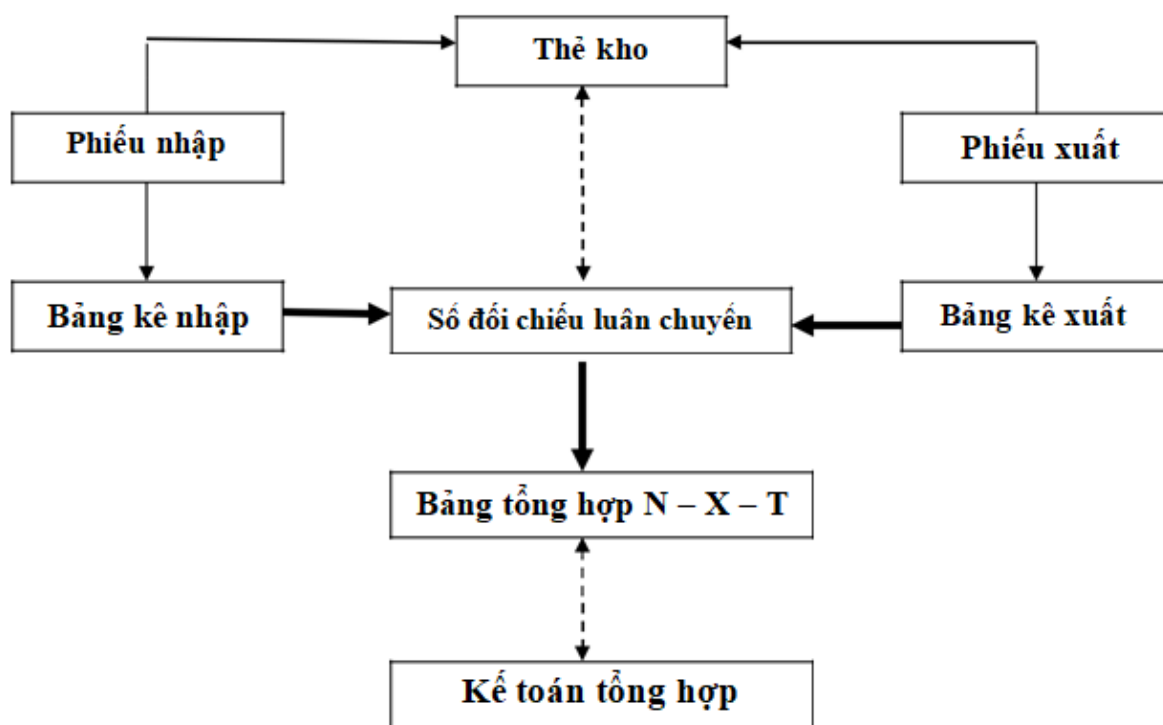 Thẻ kho
Phiếu nhập
Phiếu xuất
Bảng kê nhập
Số đối chiếu luân chuyến
Bảng kê xuất
Bảng tổng hợp N – X – T
Kế toán tổng hợp